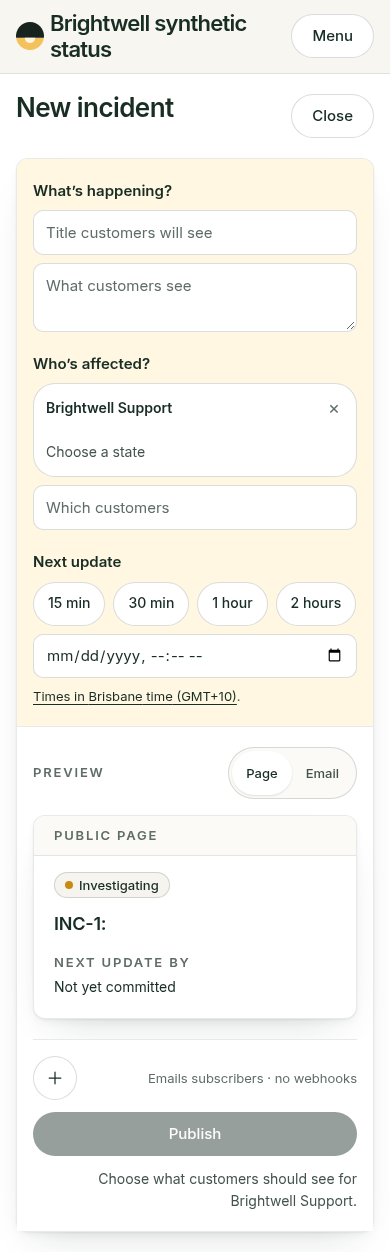 Brightwell synthetic
status
Menu
New incident
Close
What’s happening?
Title customers will see
What customers see
Who’s affected?
Brightwell Support
×
Choose a state
Which customers
Next update
15 min
30 min
1 hour
2 hours
mm/dd/yyyy, --:-- --
Times in Brisbane time (GMT+10).
PREVIEW
Page
Email
PUBLIC PAGE
Investigating
INC-1:
NEXT UPDATE BY
Not yet committed
+
Emails subscribers · no webhooks
Publish
Choose what customers should see for
Brightwell Support.